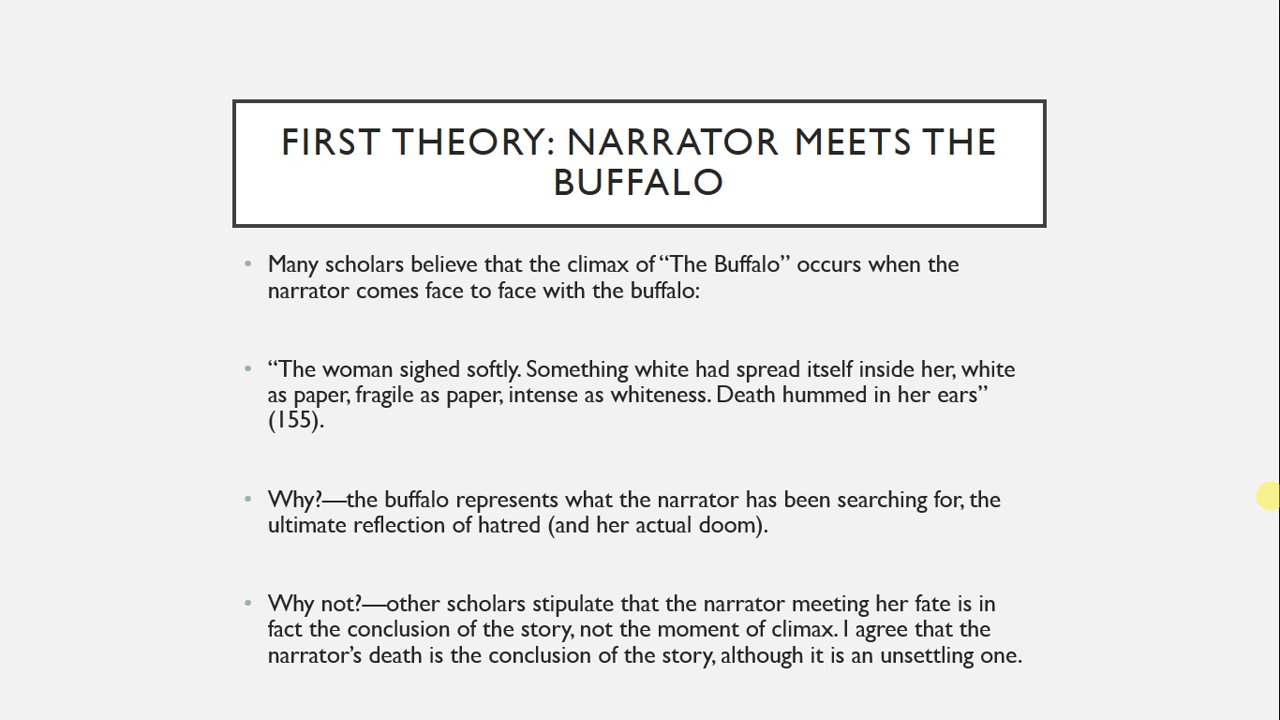 FIRST THEORY: NARRATOR MEETS THE
BUFFALO
• Many scholars believe that the climax of “The Buffalo” occurs when the
narrator comes face to face with the buffalo:
• “The woman sighed softly. Something white had spread itself inside her, white
as paper, fragile as paper, intense as whiteness. Death hummed in her ears”
(155).
• Why?—the buffalo represents what the narrator has been searching for, the
ultimate reflection of hatred (and her actual doom).
• Why not?—other scholars stipulate that the narrator meeting her fate is in
fact the conclusion of the story, not the moment of climax. I agree that the
narrator’s death is the conclusion of the story, although it is an unsettling one.